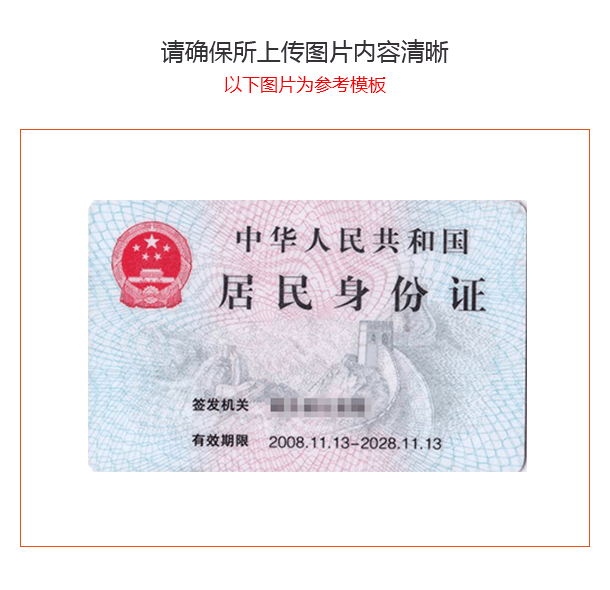 请确保所上传图片内容清晰
以下图片为参考模板
中华人民共和国
居民身份证
签发机关
有效期限 2008.11.13-2028.11.13